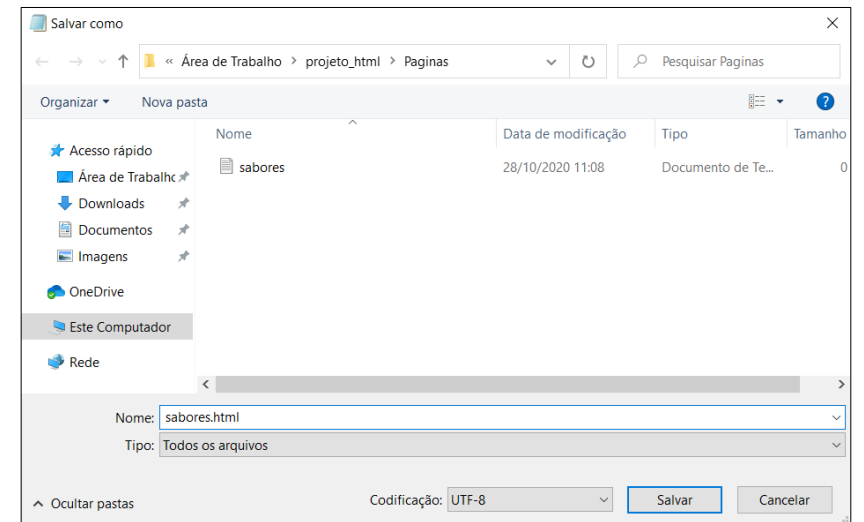 Salvar como
« Área de Trabalho > projeto_html > Paginas
Pesquisar Paginas
Organizar
Nova pasta
Nome
Data de modificação
Tipo
Tamanho
sabores
28/10/2020 11:08
Documento de Te...
0
Acesso rápido
Área de Trabalho
Downloads
Documentos
Imagens
OneDrive
Este Computador
Rede
Nome: sabores.html
Tipo: Todos os arquivos
Ocultar pastas
Codificação: UTF-8
Salvar
Cancelar